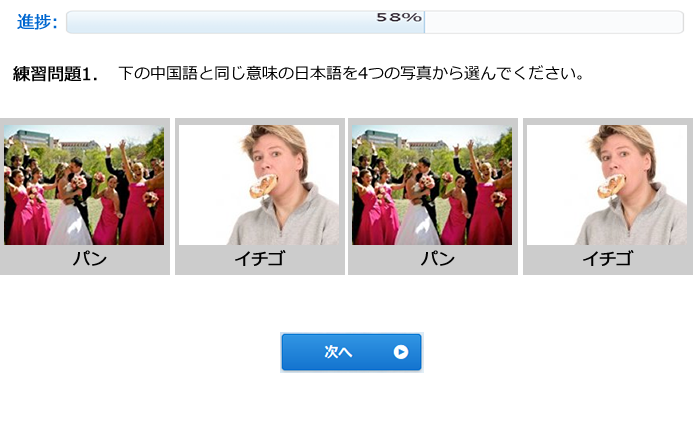 進捗: 58%
練習問題1. 下の中国語と同じ意味の日本語を4つの写真から選んでください。
パン イチゴ パン イチゴ
次へ